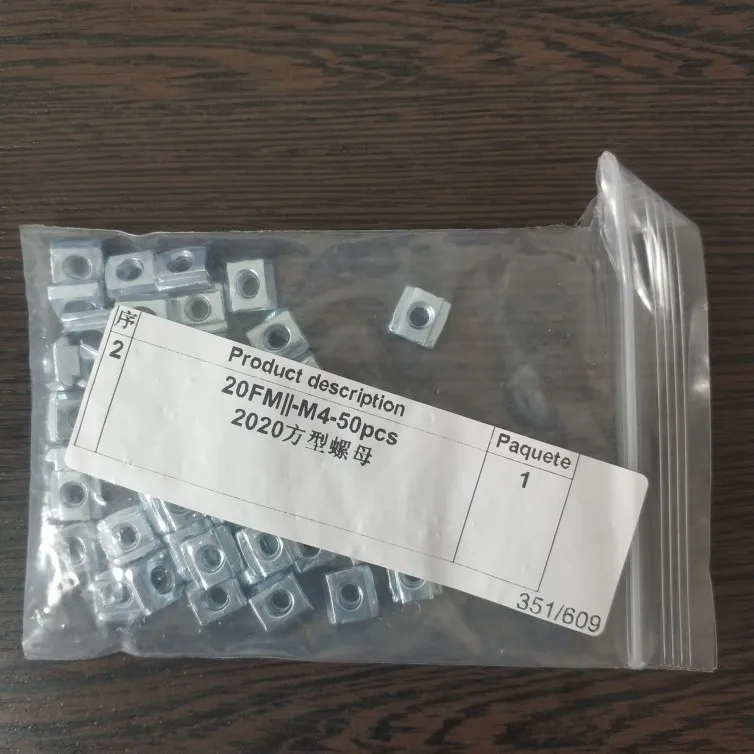 序 Product description Paquete
2 20FM||-M4-50pcs 1
2020方型螺母
351/609